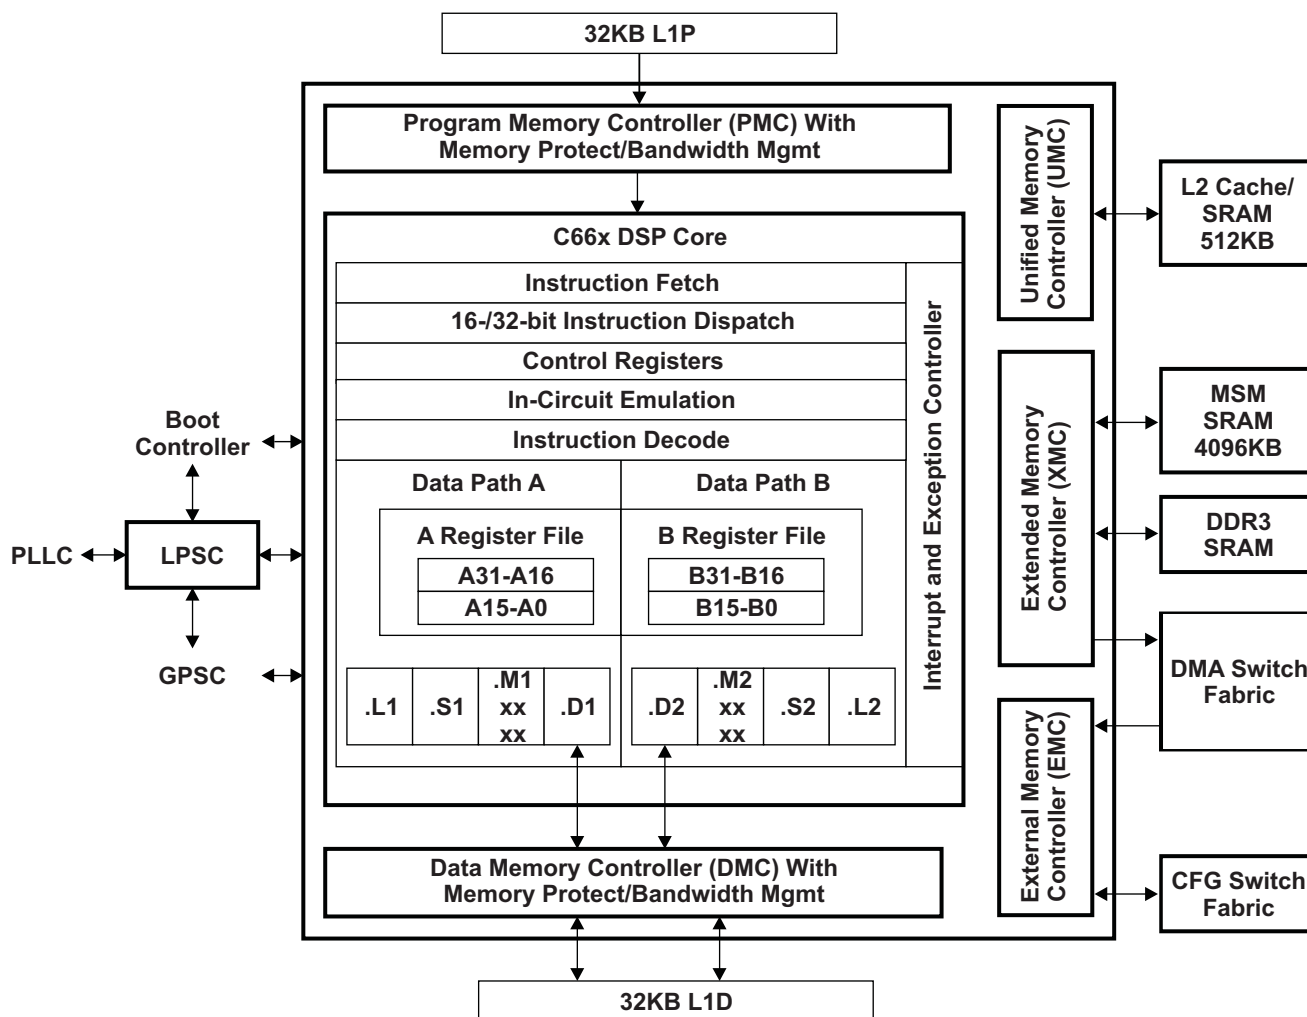 32KB L1P
Program Memory Controller (PMC) With
Memory Protect/Bandwidth Mgmt
C66x DSP Core
Instruction Fetch
16-/32-bit Instruction Dispatch
Control Registers
In-Circuit Emulation
Instruction Decode
Data Path A
Data Path B
A Register File
B Register File
A31-A16
A15-A0
B31-B16
B15-B0
.L1
.S1
.M1
xx
xx
.D1
.D2
.M2
xx
xx
.S2
.L2
Interrupt and Exception Controller
Data Memory Controller (DMC) With
Memory Protect/Bandwidth Mgmt
32KB L1D
Boot
Controller
PLLC
LPSC
GPSC
Unified Memory
Controller (UMC)
Extended Memory
Controller (XMC)
External Memory
Controller (EMC)
L2 Cache/
SRAM
512KB
MSM
SRAM
4096KB
DDR3
SRAM
DMA Switch
Fabric
CFG Switch
Fabric